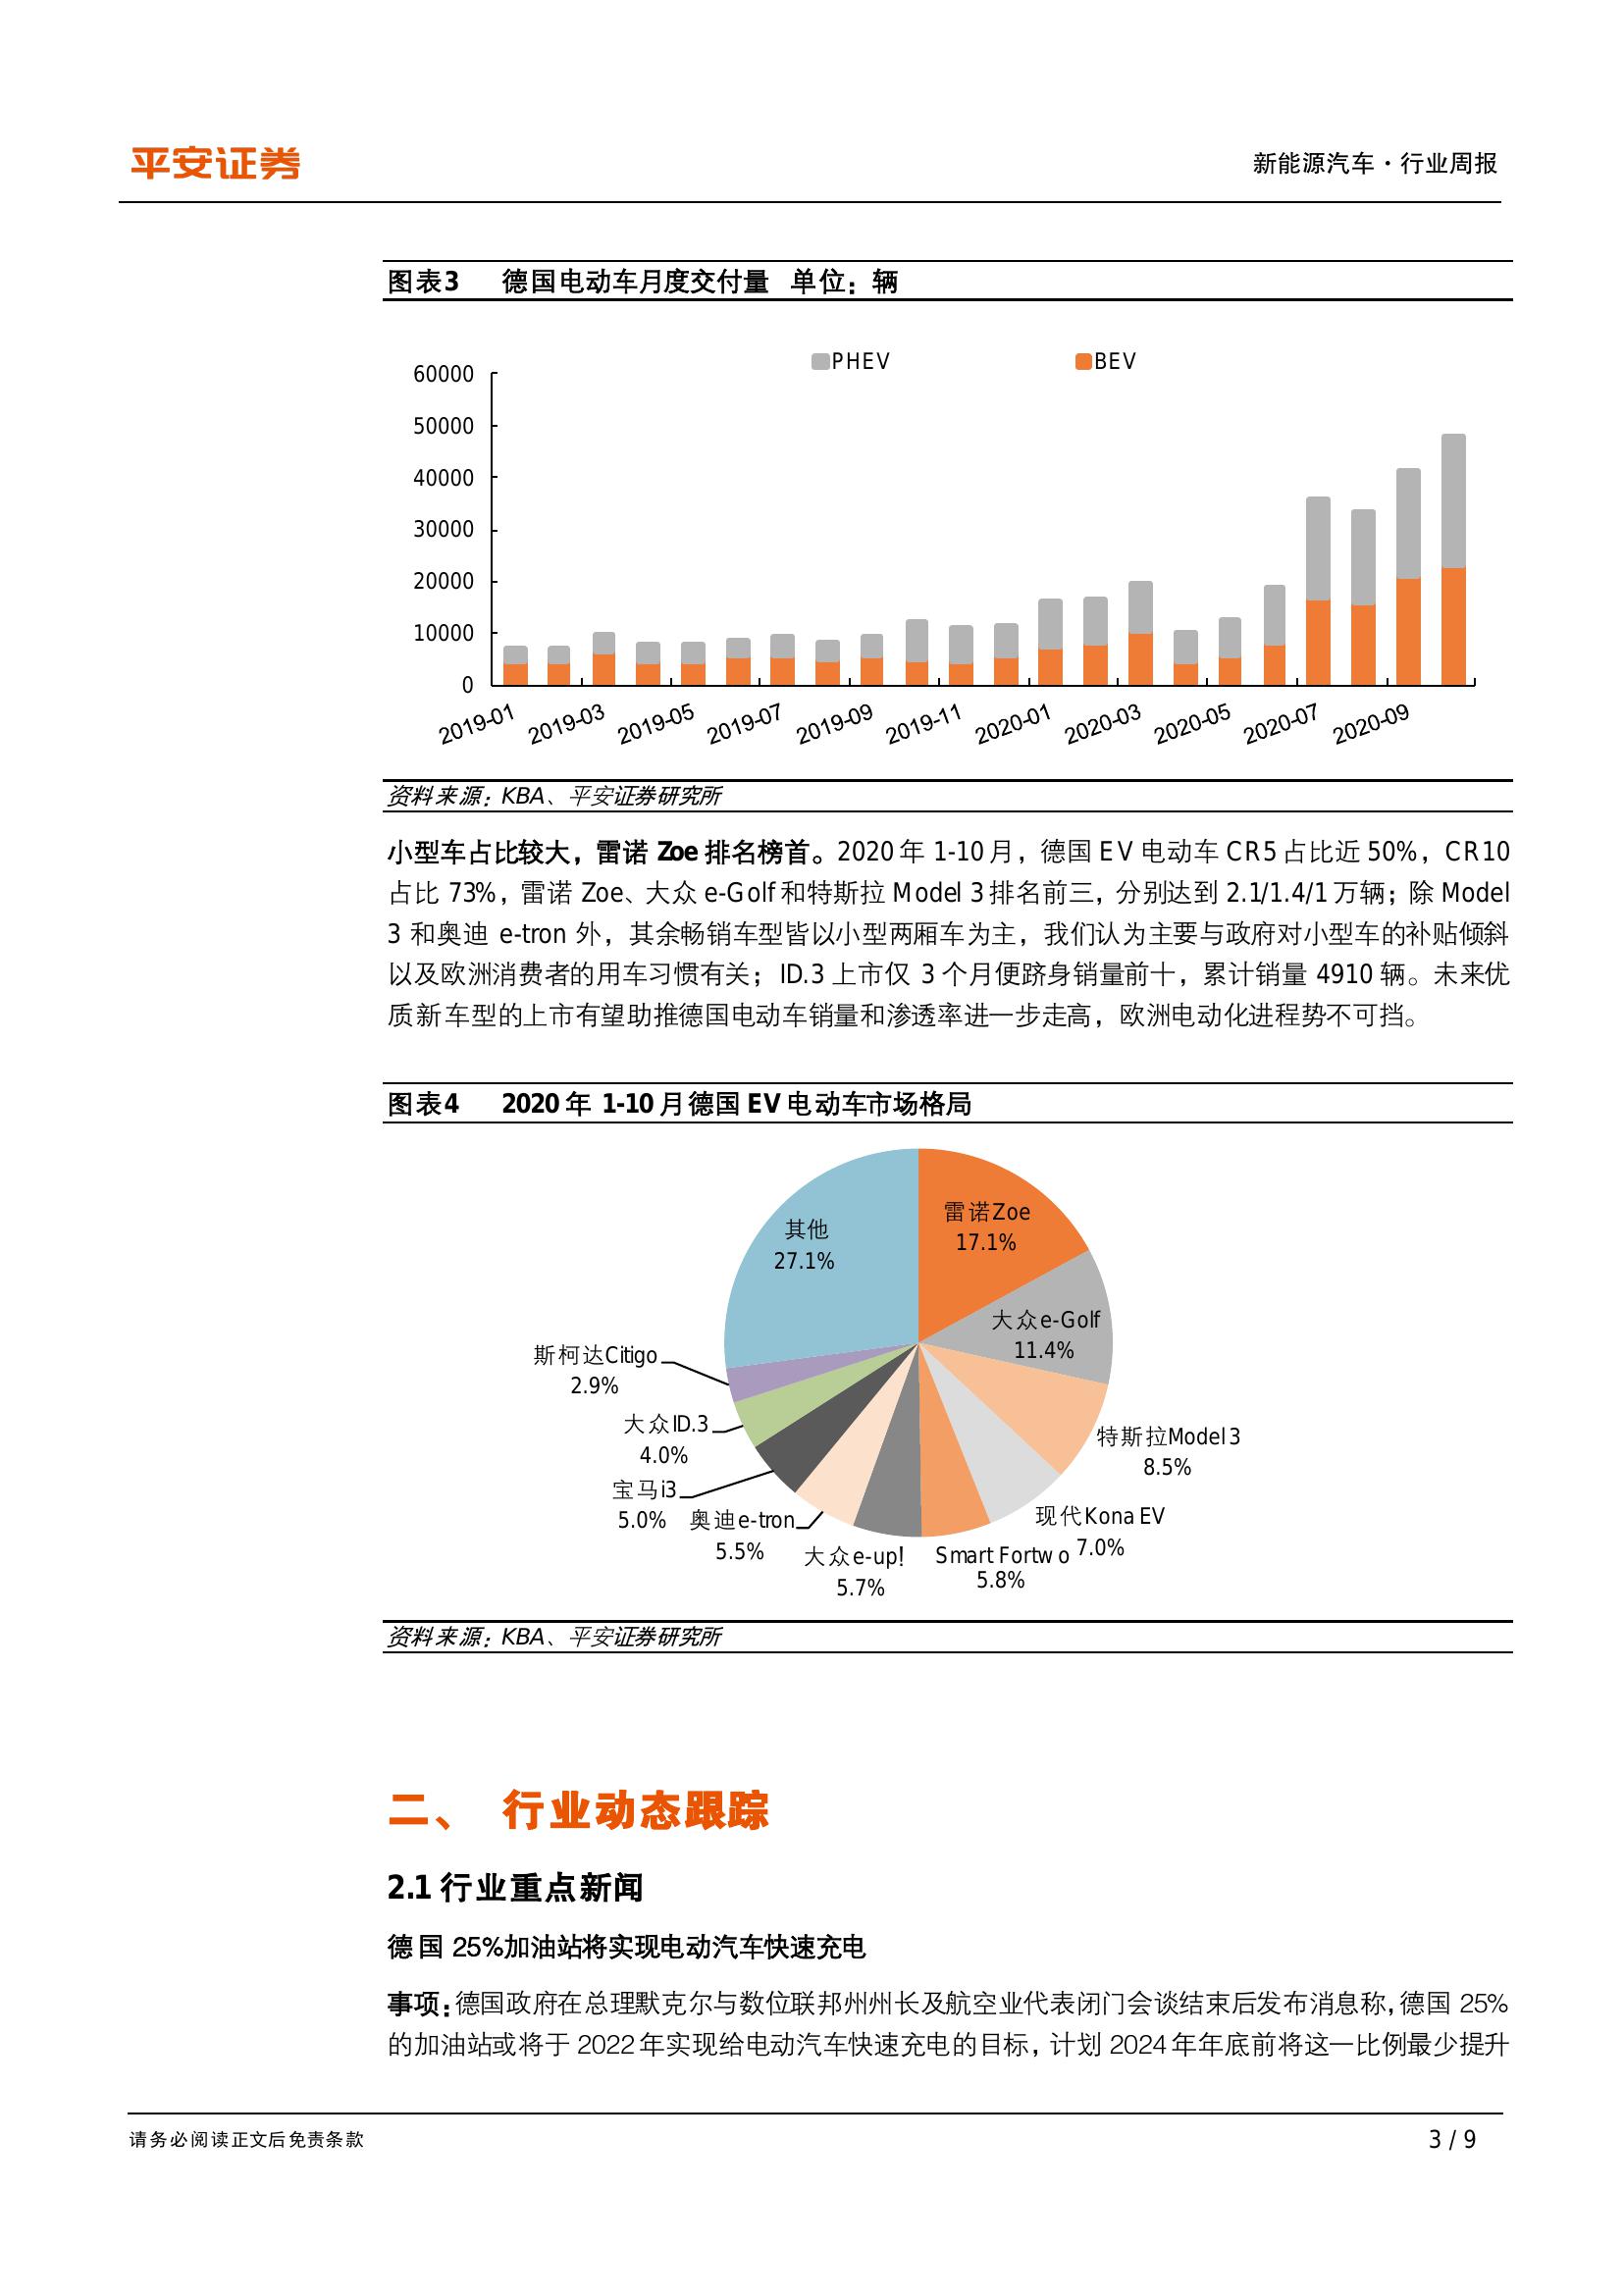 平安证券
新能源汽车·行业周报
图表3 德国电动车月度交付量 单位：辆
PHEV BEV
60000
50000
40000
30000
20000
10000
0
2019-01 2019-03 2019-05 2019-07 2019-09 2019-11 2020-01 2020-03 2020-05 2020-07 2020-09
资料来源：KBA、平安证券研究所
小型车占比较大，雷诺 Zoe 排名榜首。2020 年 1-10 月，德国 EV 电动车 CR5 占比近 50%，CR10
占比 73%，雷诺 Zoe、大众 e-Golf 和特斯拉 Model 3 排名前三，分别达到 2.1/1.4/1 万辆；除 Model
3 和奥迪 e-tron 外，其余畅销车型皆以小型两厢车为主，我们认为主要与政府对小型车的补贴倾斜
以及欧洲消费者的用车习惯有关；ID.3 上市仅 3 个月便跻身销量前十，累计销量 4910 辆。未来优
质新车型的上市有望助推德国电动车销量和渗透率进一步走高，欧洲电动化进程势不可挡。
图表4 2020 年 1-10 月德国 EV 电动车市场格局
雷诺Zoe
17.1%
大众e-Golf
11.4%
特斯拉Model 3
8.5%
现代Kona EV
7.0%
Smart Fortwo
5.8%
大众e-up!
5.7%
奥迪e-tron
5.5%
宝马i3
5.0%
大众ID.3
4.0%
斯柯达Citigo
2.9%
其他
27.1%
资料来源：KBA、平安证券研究所
二、 行业动态跟踪
2.1 行业重点新闻
德国 25%加油站将实现电动汽车快速充电
事项：德国政府在总理默克尔与数位联邦州州长及航空业代表闭门会谈结束后发布消息称，德国 25%
的加油站或将于 2022 年实现给电动汽车快速充电的目标，计划 2024 年年底前将这一比例最少提升
请务必阅读正文后免责条款
3 / 9